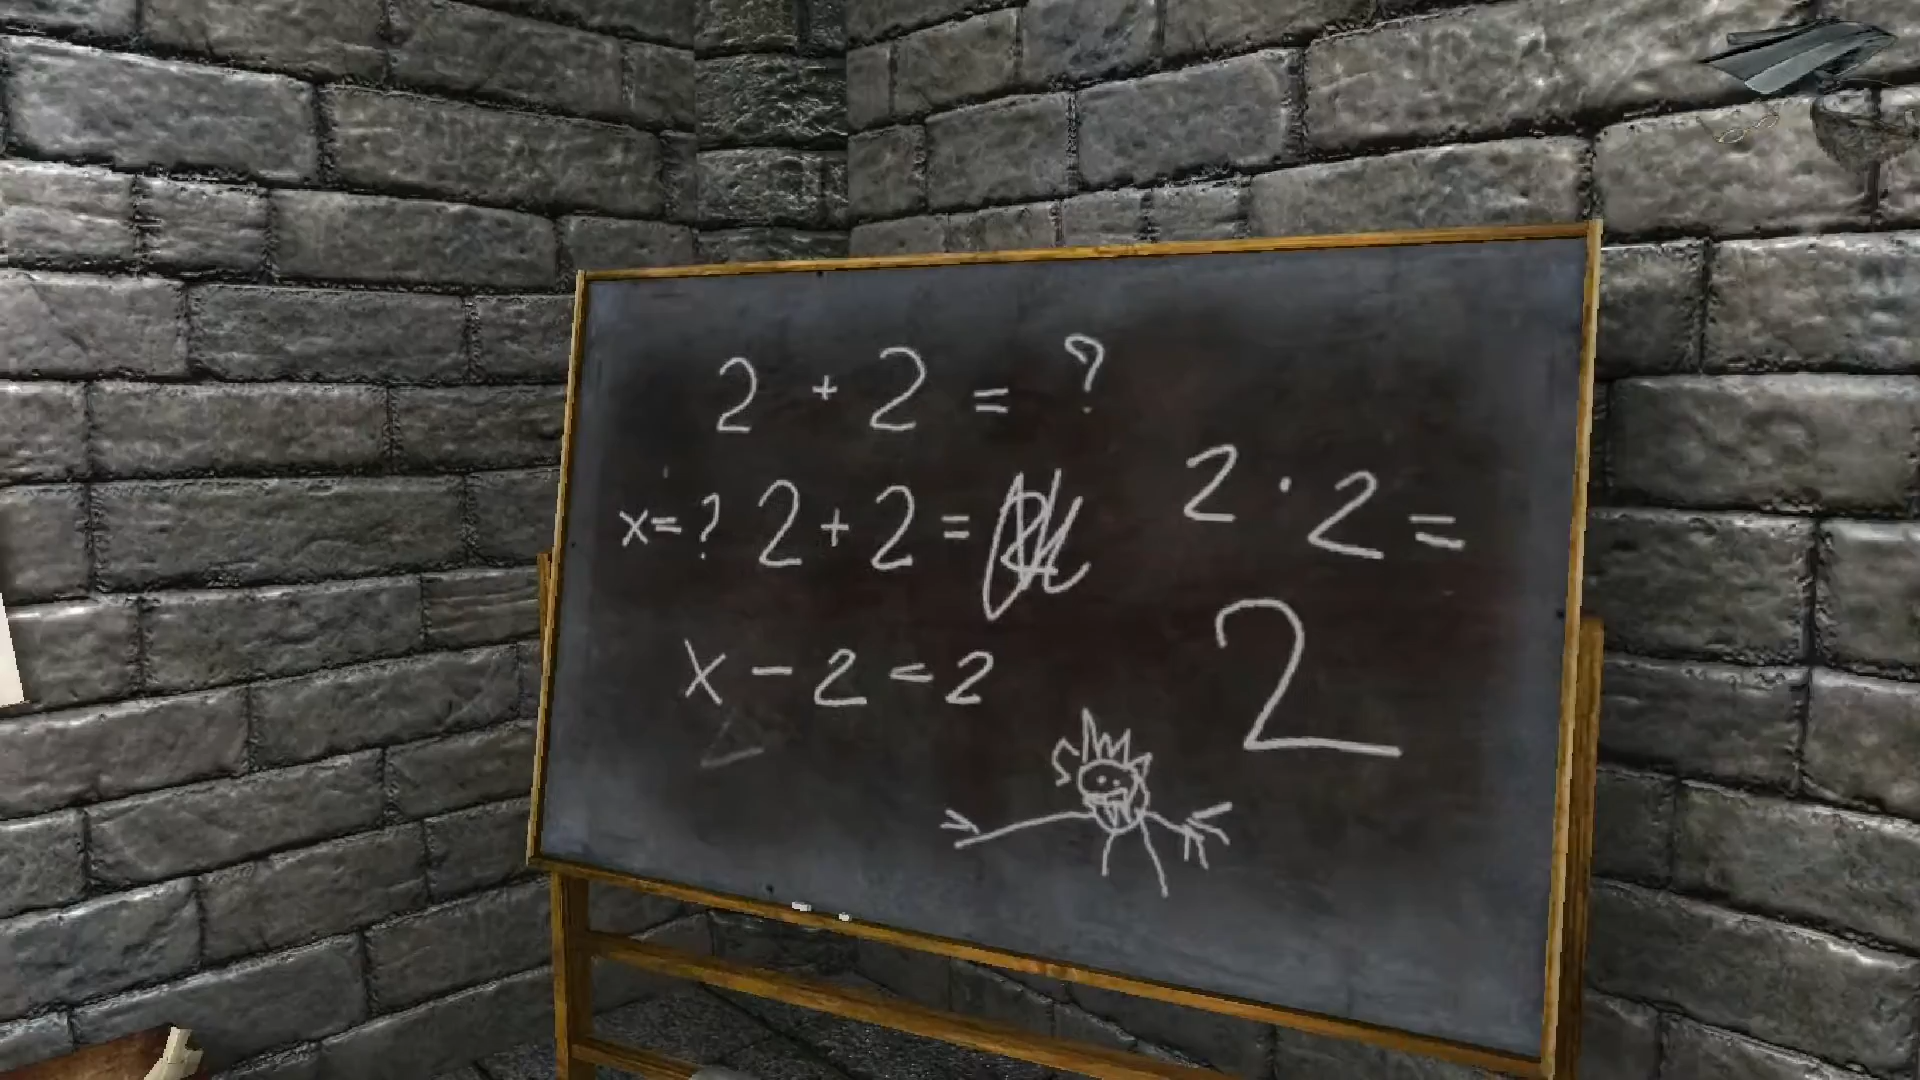 2 + 2 = ?
x=? 2+2=
2 · 2 =
x - 2 = 2
2